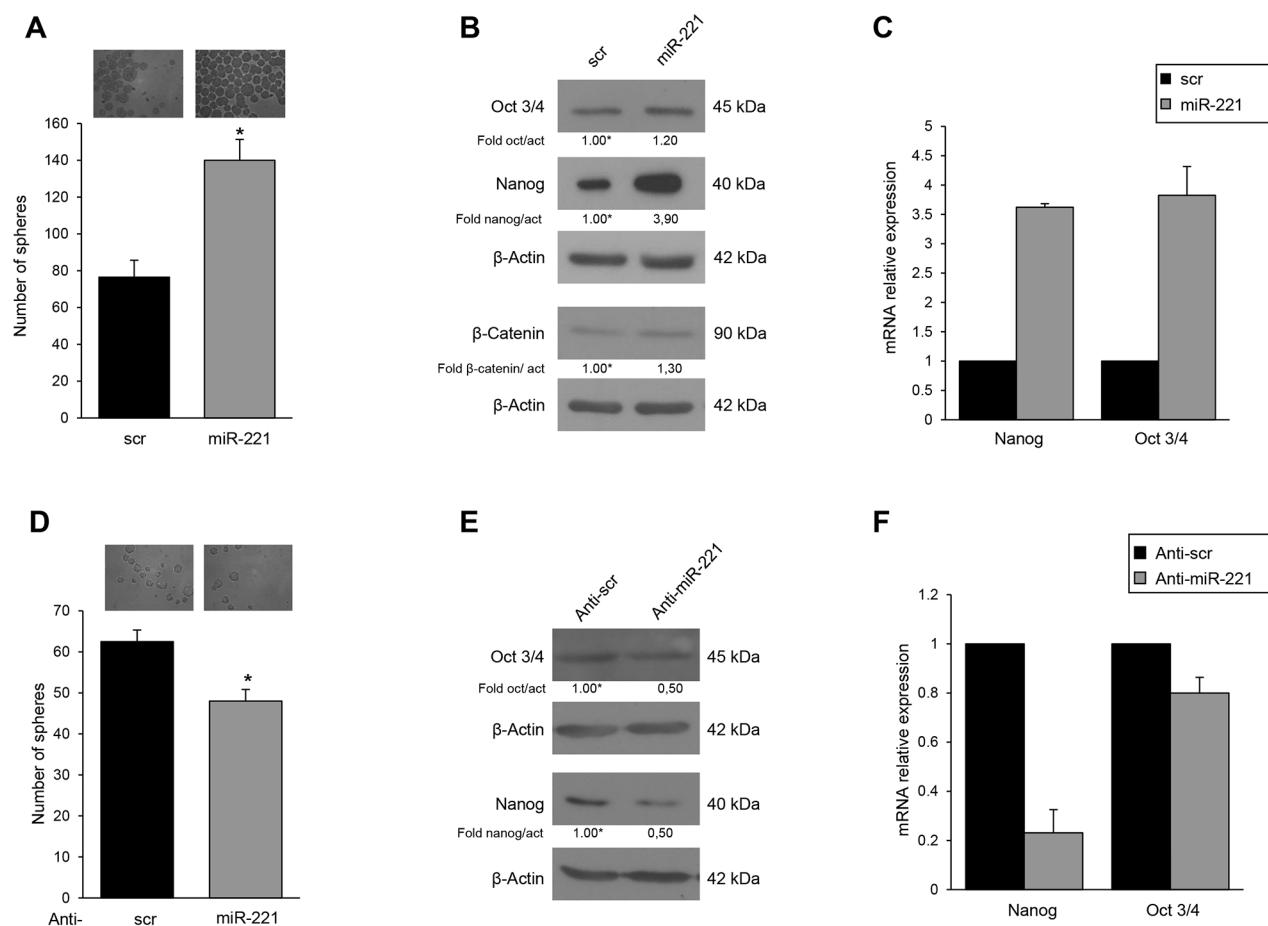 A
160
140
120
100
80
60
40
20
0
Number of spheres
*
scr
miR-221
B
scr
miR-221
Oct 3/4
45 kDa
Fold oct/act
1.00*
1.20
Nanog
40 kDa
Fold nanog/act
1.00*
3,90
β-Actin
42 kDa
β-Catenin
90 kDa
Fold β-catenin/ act
1.00*
1,30
β-Actin
42 kDa
C
scr
miR-221
5
4.5
4
3.5
3
2.5
2
1.5
1
0.5
0
mRNA relative expression
Nanog
Oct 3/4
D
70
60
50
40
30
20
10
0
Number of spheres
*
Anti-
scr
miR-221
E
Anti-scr
Anti-miR-221
Oct 3/4
45 kDa
Fold oct/act
1.00*
0,50
β-Actin
42 kDa
Nanog
40 kDa
Fold nanog/act
1.00*
0,50
β-Actin
42 kDa
F
Anti-scr
Anti-miR-221
1.2
1
0.8
0.6
0.4
0.2
0
mRNA relative expression
Nanog
Oct 3/4